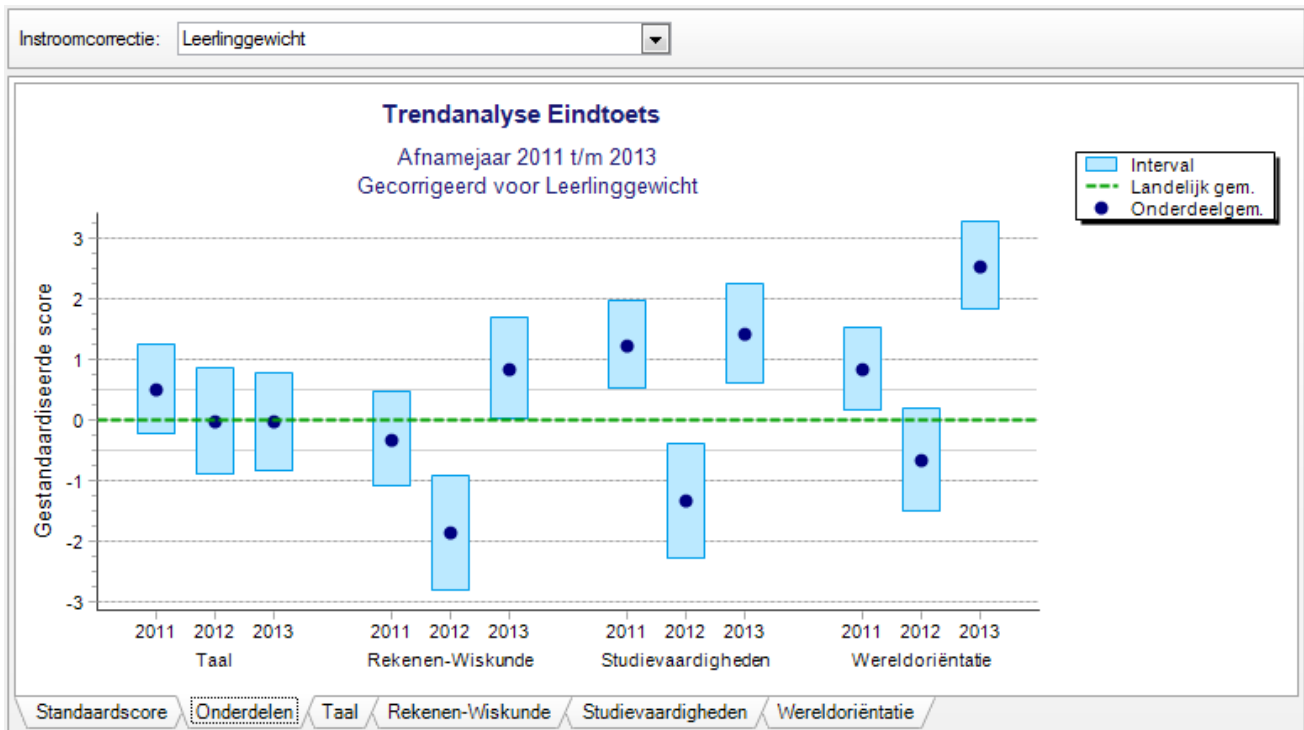 Instroomcorrectie: Leerlinggewicht
Trendanalyse Eindtoets
Afnamejaar 2011 t/m 2013
Gecorrigeerd voor Leerlinggewicht
Interval
Landelijk gem.
Onderdeelgem.
Gestandaardiseerde score
3
2
1
0
-1
-2
-3
2011 2012 2013 2011 2012 2013 2011 2012 2013 2011 2012 2013
Taal Rekenen-Wiskunde Studievaardigheden Wereldoriëntatie
Standaardscore Onderdelen Taal Rekenen-Wiskunde Studievaardigheden Wereldoriëntatie